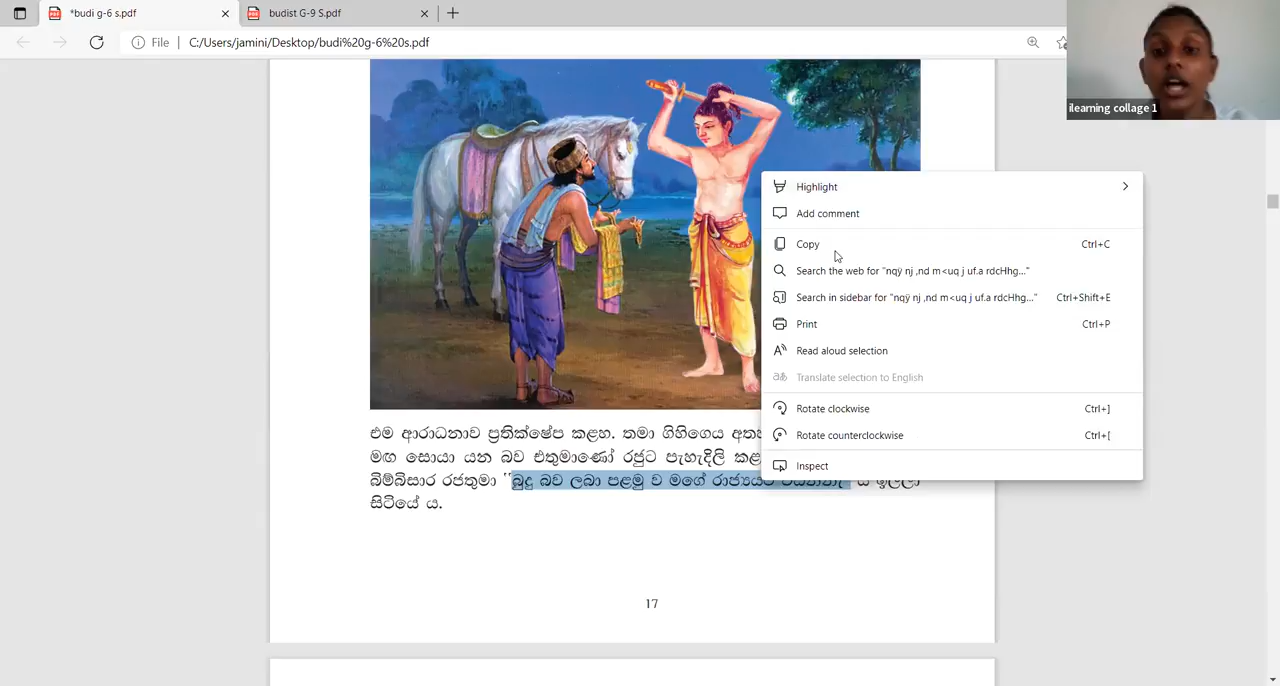 *budi g-6 s.pdf
budist G-9 S.pdf
File | C:/Users/jamini/Desktop/budi%20g-6%20s.pdf
ilearning collage 1
Highlight
Add comment
Copy Ctrl+C
Search the web for "nqÿ nj ,nd m<uq j uf.a rdcHhg..."
Search in sidebar for "nqÿ nj ,nd m<uq j uf.a rdcHhg..." Ctrl+Shift+E
Print Ctrl+P
Read aloud selection
Translate selection to English
Rotate clockwise Ctrl+]
Rotate counterclockwise Ctrl+[
Inspect
එම ආරාධනාව ප්‍රතික්ෂේප කළහ. තමා ගිහිගෙය
මඟ සොයා යන බව එතුමාණෝ රජුට පැහැදිලි
බිම්බිසාර රජතුමා "බුදු බව ලබා පළමු ව මගේ රාජ්‍යයට
සිටියේ ය.
17